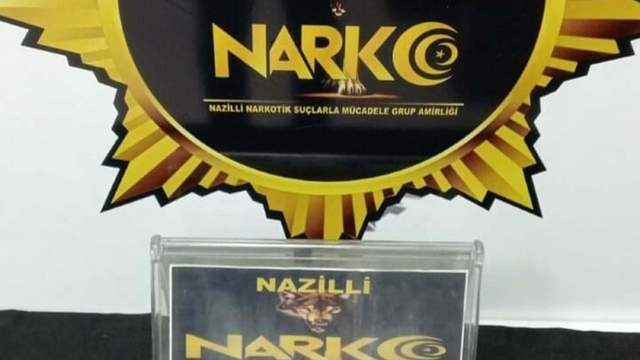 NARKO
NAZİLLİ NARKOTİK SUÇLARLA MÜCADELE GRUP AMİRLİĞİ
NAZİLLİ
NARKO